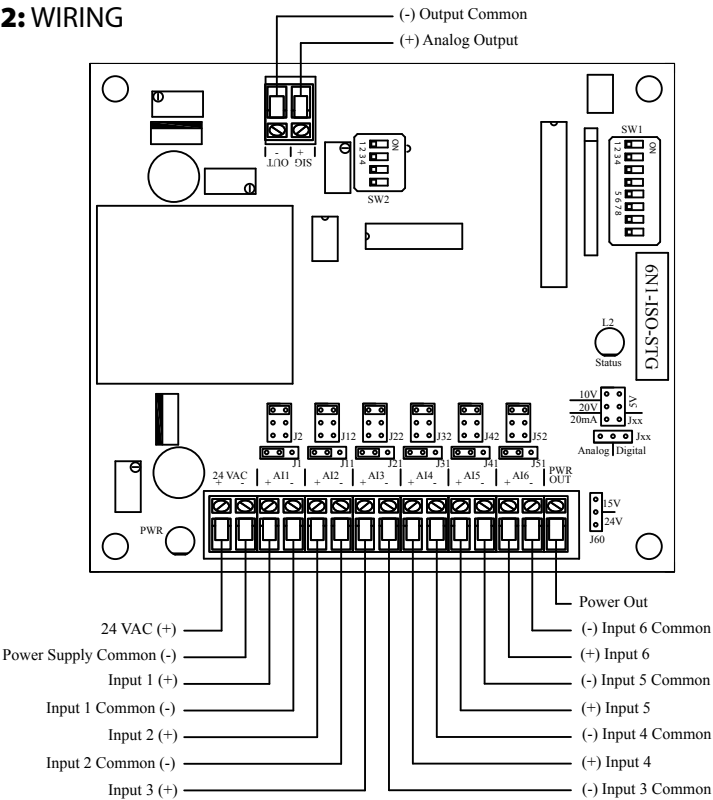 2: WIRING
(-) Output Common
(+) Analog Output
- +
OUT SIG
ON
1 2 3 4
SW2
SW1
ON
1 2 3 4
5 6 7 8
6N1-ISO-STG
L2
Status
10V
20V
20mA
5V
Jxx
Jxx
Analog Digital
J2 J12 J22 J32 J42 J52
J1 J11 J21 J31 J41 J51
24 VAC AI1 AI2 AI3 AI4 AI5 AI6 PWR OUT
+ - + - + - + - + - + - + -
PWR
15V
24V
J60
24 VAC (+)
Power Supply Common (-)
Input 1 (+)
Input 1 Common (-)
Input 2 (+)
Input 2 Common (-)
Input 3 (+)
Power Out
(-) Input 6 Common
(+) Input 6
(-) Input 5 Common
(+) Input 5
(-) Input 4 Common
(+) Input 4
(-) Input 3 Common